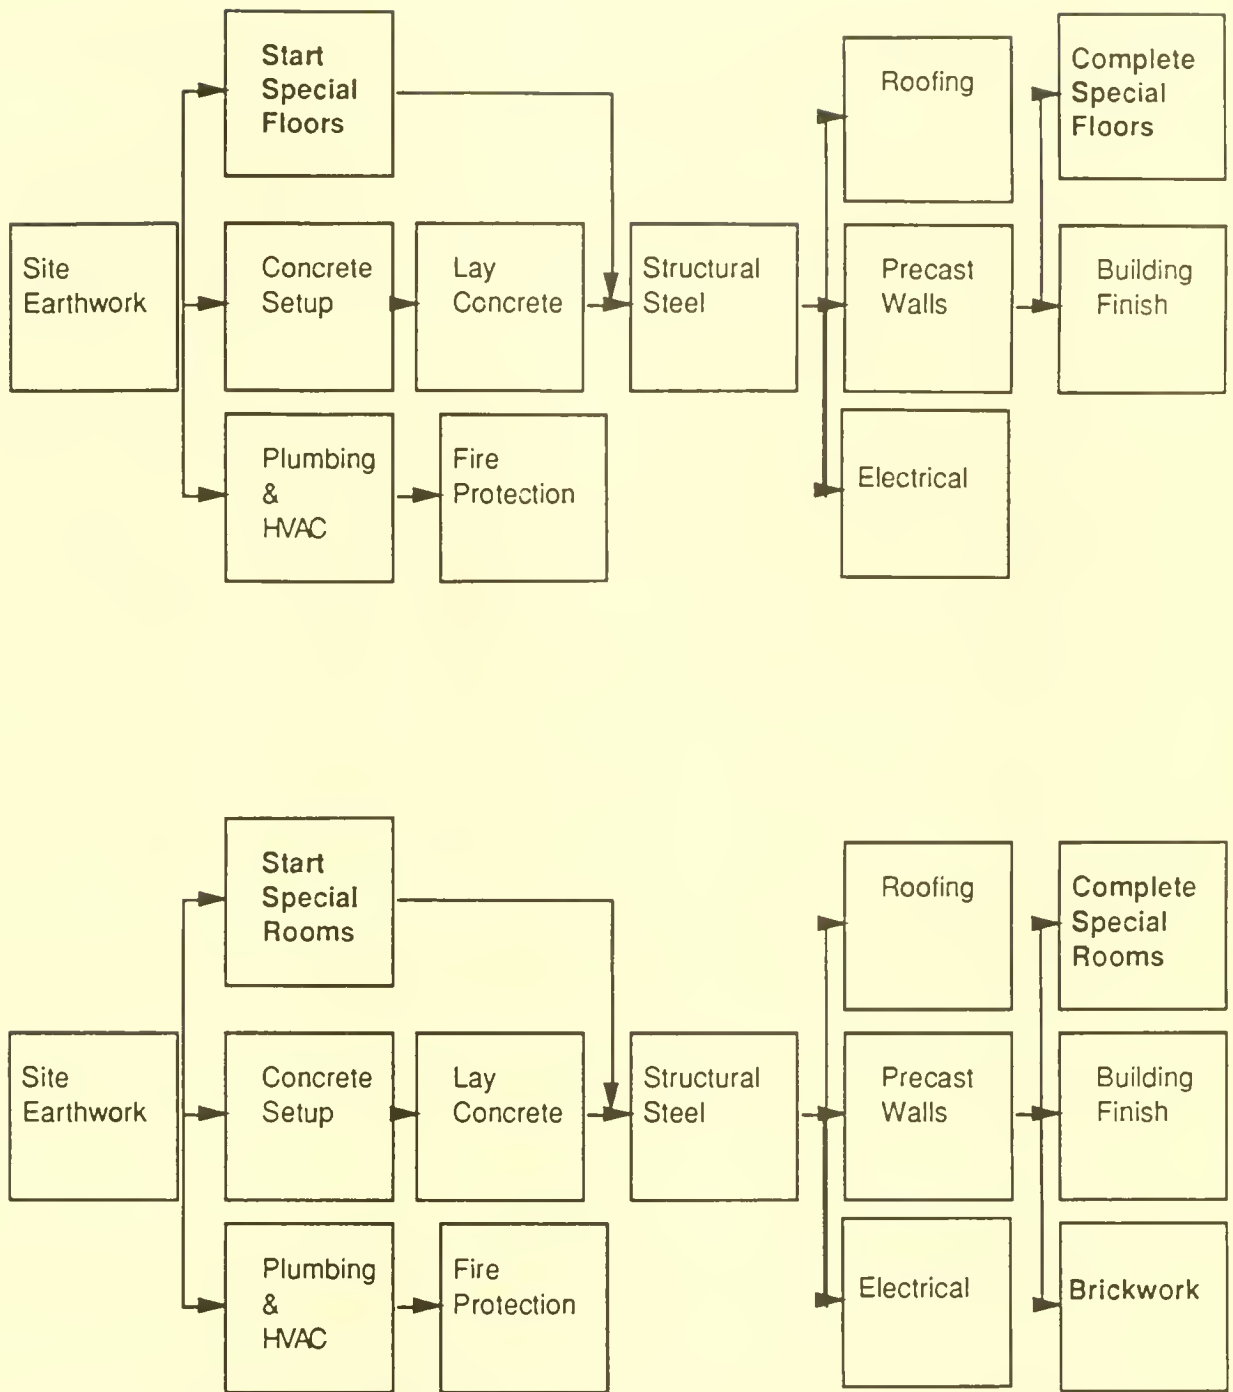 Start
Special
Floors
Roofing
Complete
Special
Floors
Site
Earthwork
Concrete
Setup
Lay
Concrete
Structural
Steel
Precast
Walls
Building
Finish
Plumbing
&
HVAC
Fire
Protection
Electrical
Start
Special
Rooms
Roofing
Complete
Special
Rooms
Site
Earthwork
Concrete
Setup
Lay
Concrete
Structural
Steel
Precast
Walls
Building
Finish
Plumbing
&
HVAC
Fire
Protection
Electrical
Brickwork